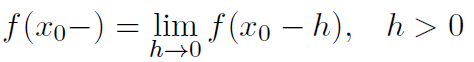 f(x₀−) = lim_{h→0} f(x₀ − h),   h > 0